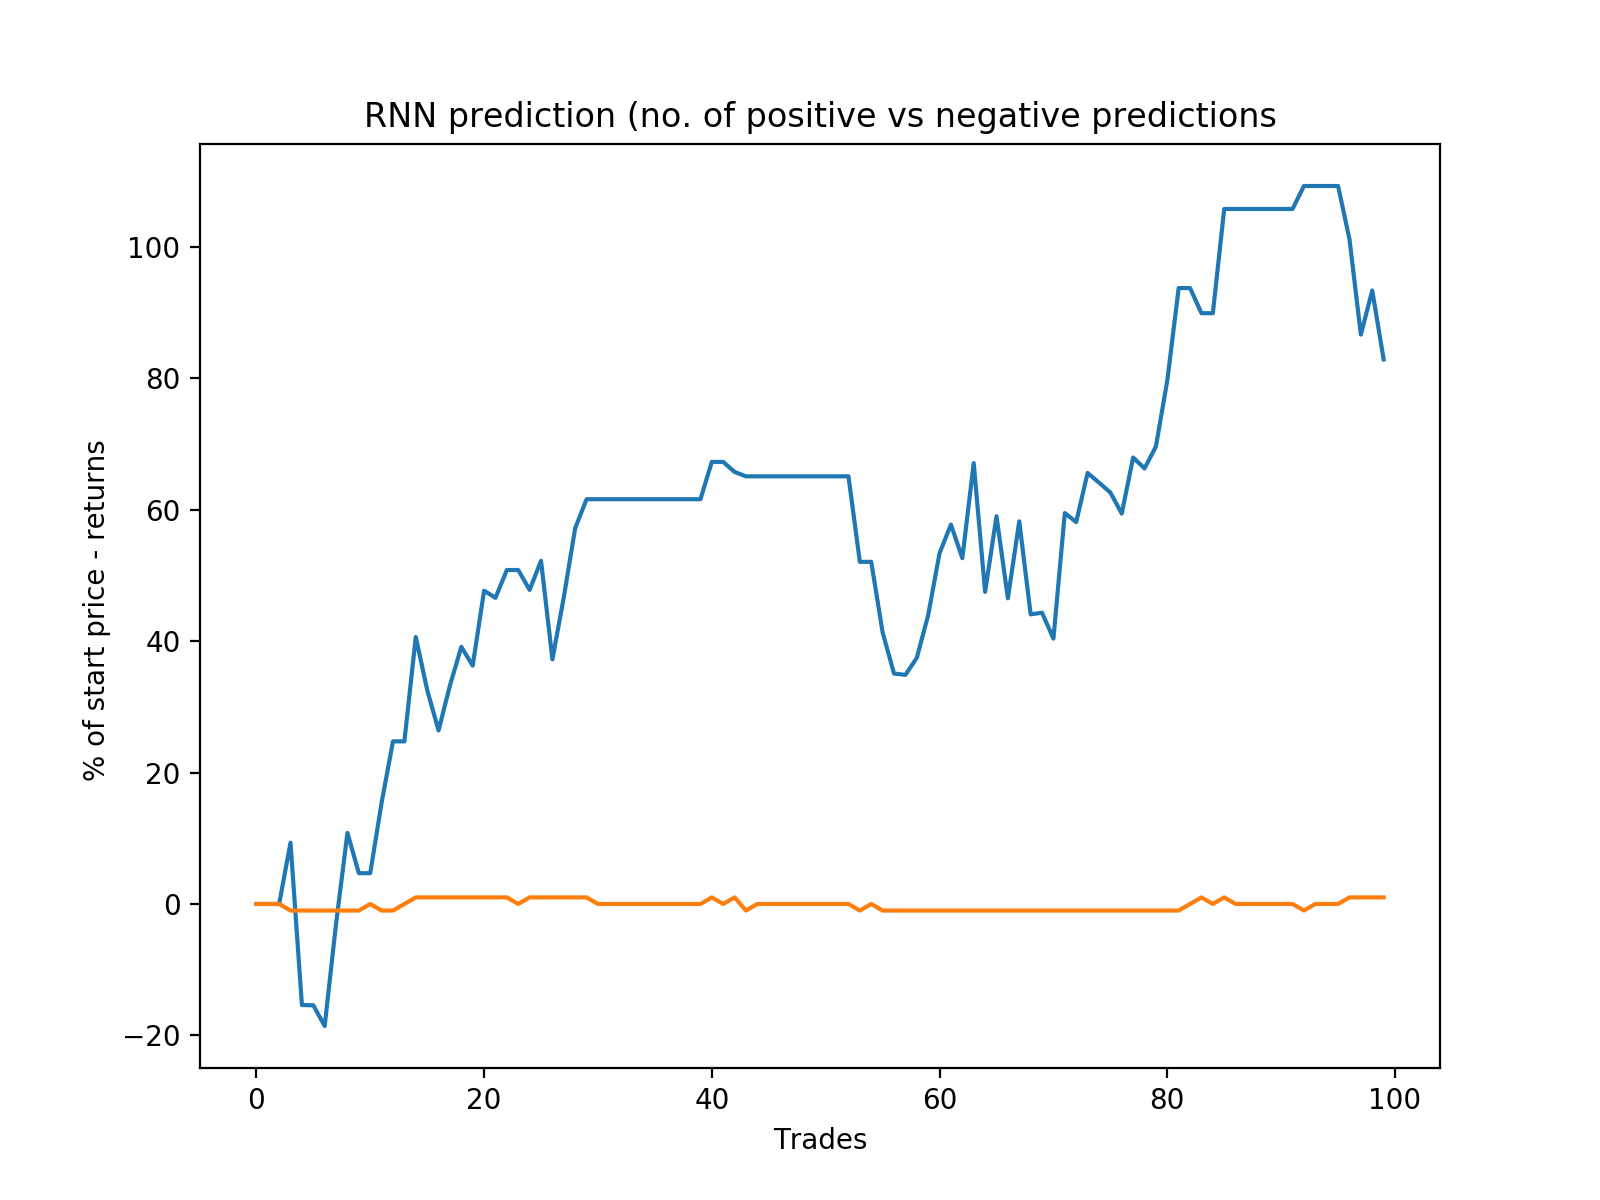 RNN prediction (no. of positive vs negative predictions
% of start price - returns
100
80
60
40
20
0
−20
0 20 40 60 80 100
Trades